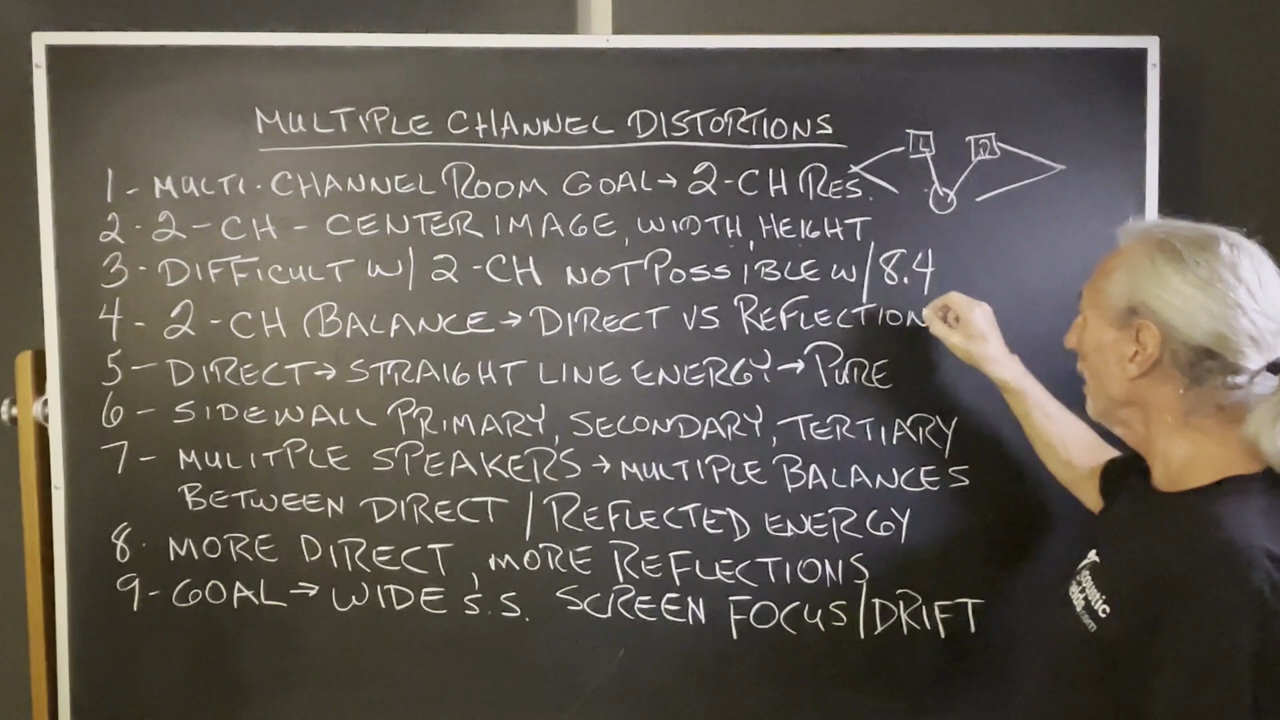 MULTIPLE CHANNEL DISTORTIONS
L R
1- MULTI-CHANNEL ROOM GOAL→ 2-CH RES.
2-2-CH - CENTER IMAGE, WIDTH, HEIGHT
3-DIFFICULT W/ 2-CH NOT POSSIBLE W/8.4
4- 2-CH BALANCE→DIRECT VS REFLECTION
5-DIRECT→STRAIGHT LINE ENERGY→PURE
6- SIDEWALL PRIMARY, SECONDARY, TERTIARY
7- MULITPLE SPEAKERS→MULTIPLE BALANCES
BETWEEN DIRECT/REFLECTED ENERGY
8- MORE DIRECT, MORE REFLECTIONS
9-GOAL→ WIDE S.S. SCREEN FOCUS/DRIFT
coustic
elds.com